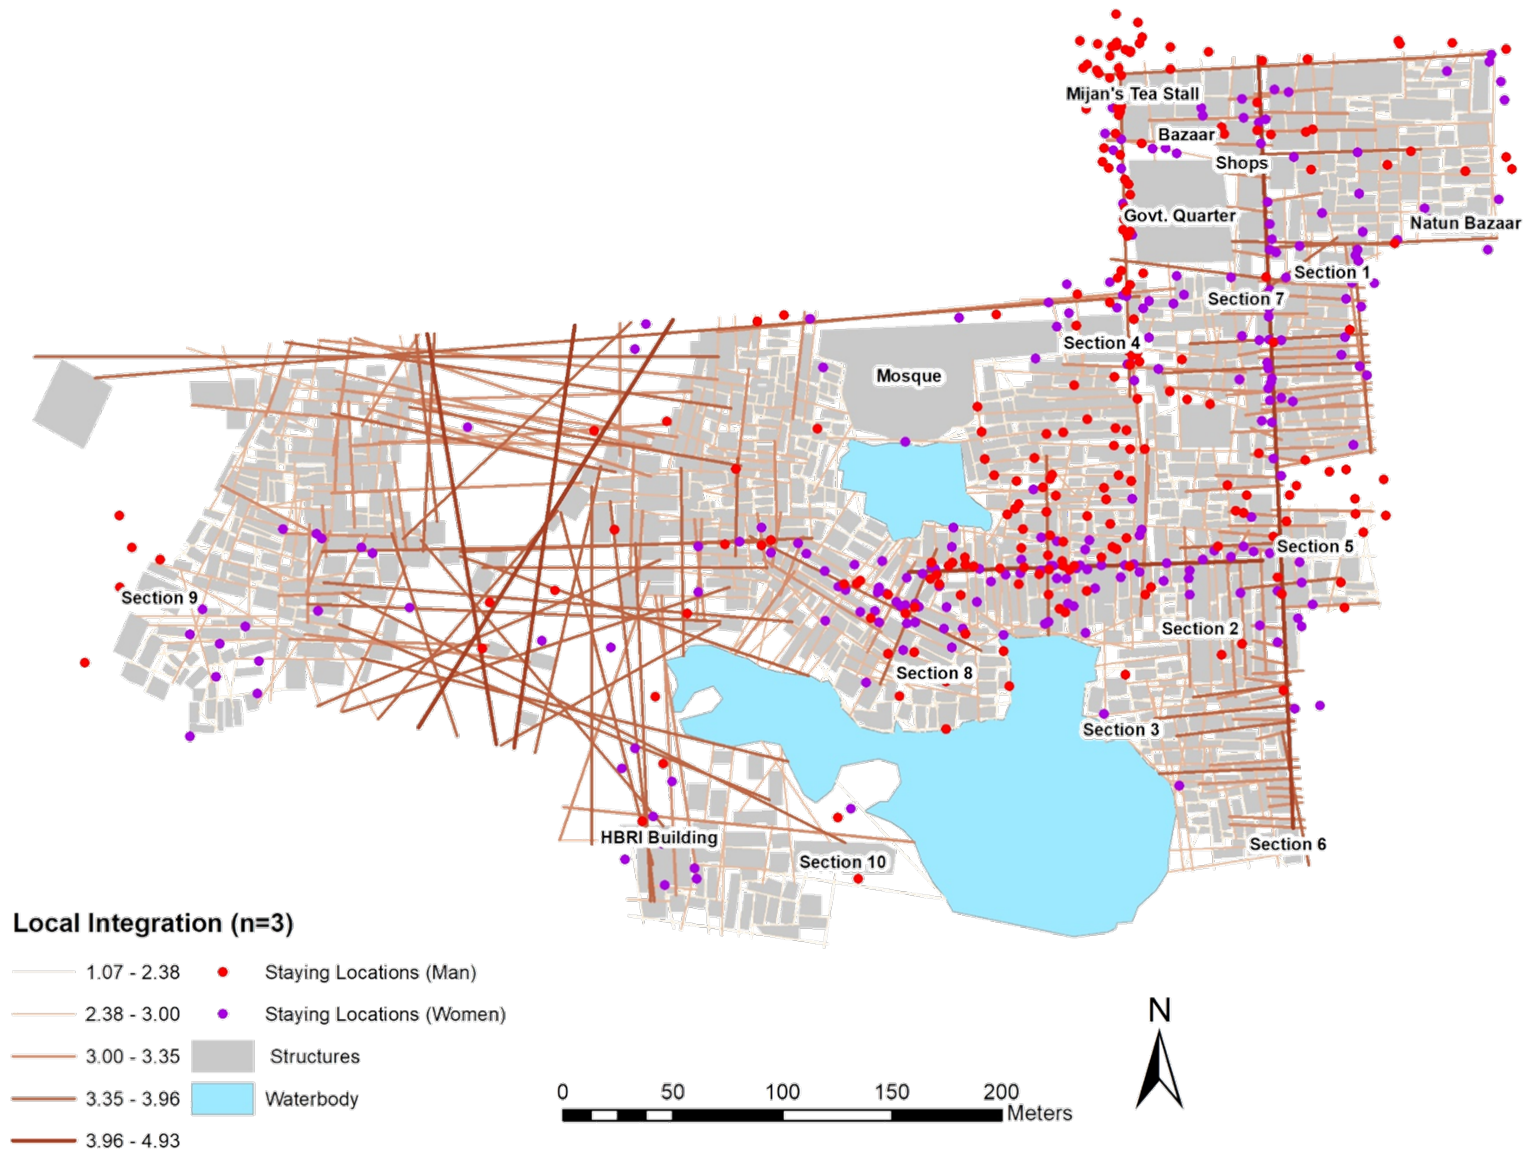 Mijan's Tea Stall
Bazaar
Shops
Govt. Quarter
Natun Bazaar
Section 1
Section 7
Section 4
Mosque
Section 5
Section 9
Section 2
Section 8
Section 3
HBRI Building
Section 10
Section 6
Local Integration (n=3)
1.07 - 2.38 Staying Locations (Man)
2.38 - 3.00 Staying Locations (Women)
3.00 - 3.35 Structures
3.35 - 3.96 Waterbody
3.96 - 4.93
N
0 50 100 150 200
Meters